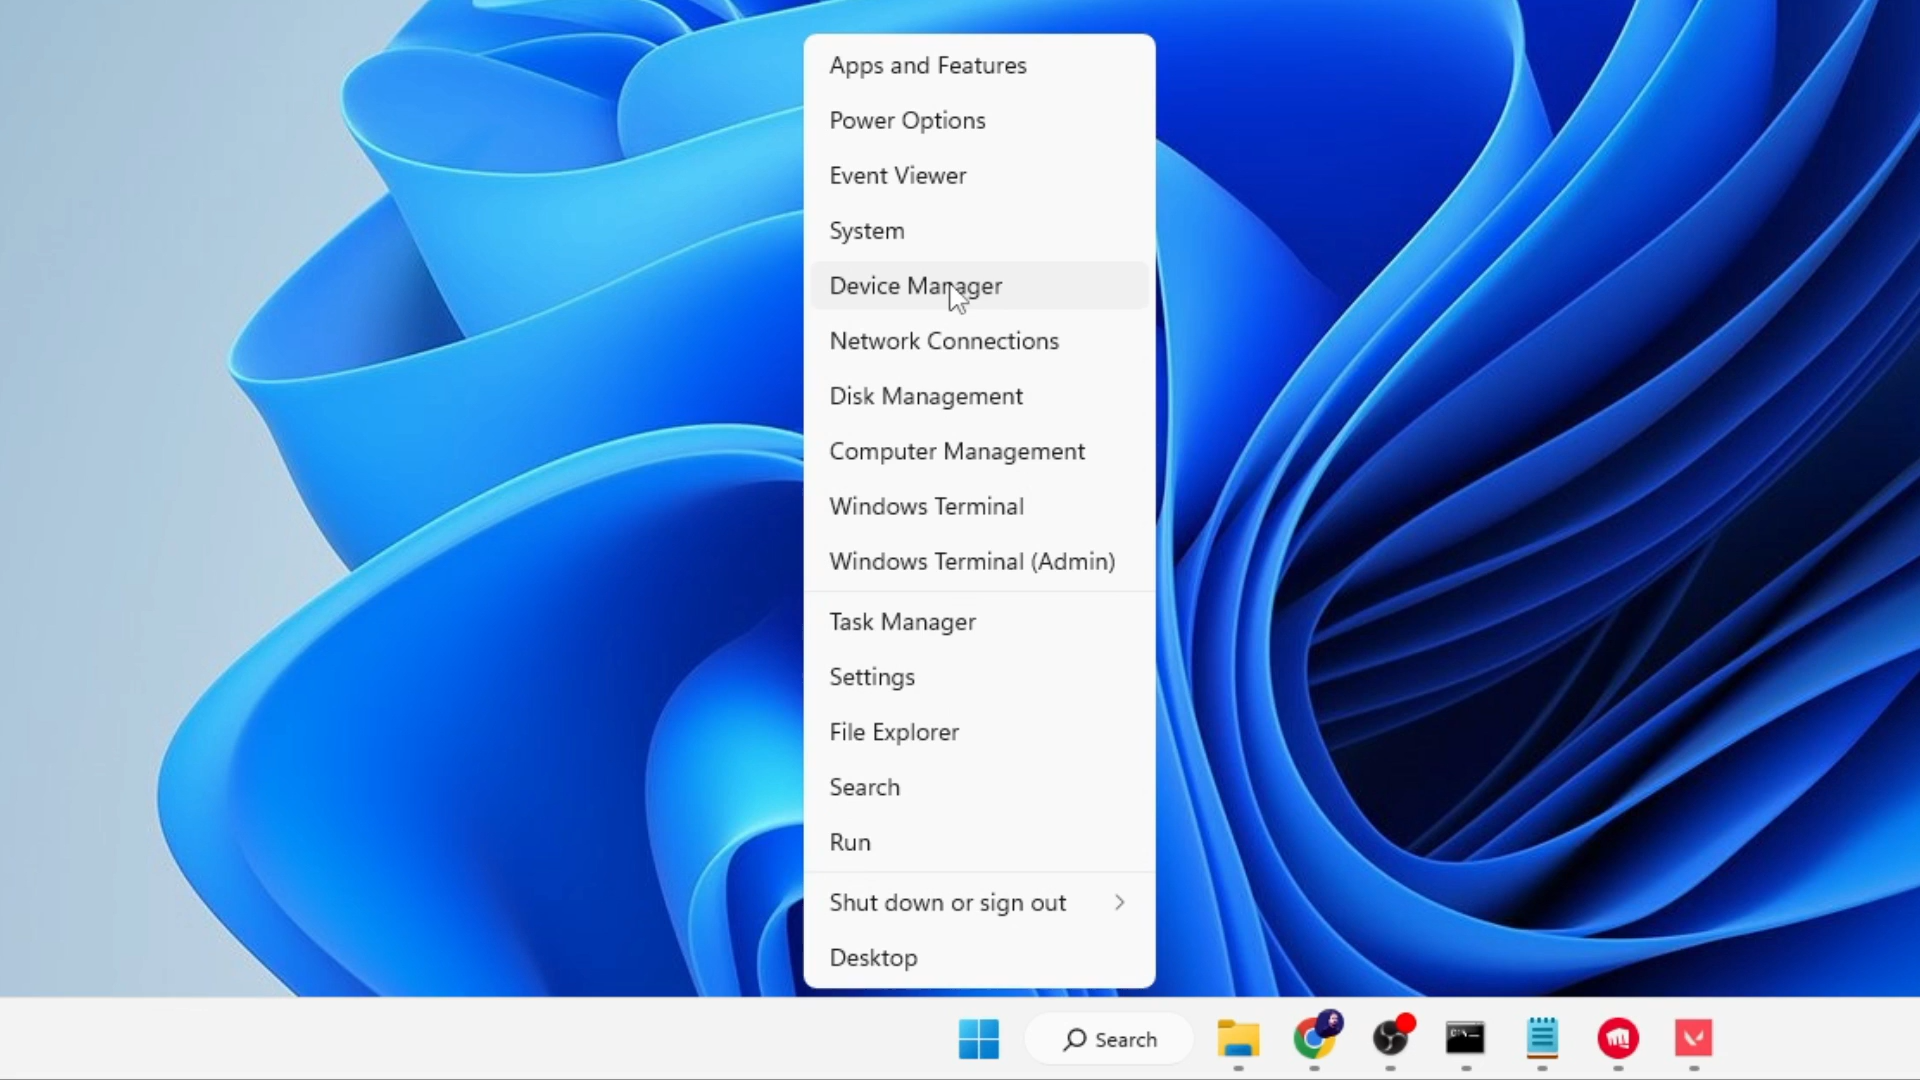 Apps and Features
Power Options
Event Viewer
System
Device Manager
Network Connections
Disk Management
Computer Management
Windows Terminal
Windows Terminal (Admin)
Task Manager
Settings
File Explorer
Search
Run
Shut down or sign out
Desktop
Search